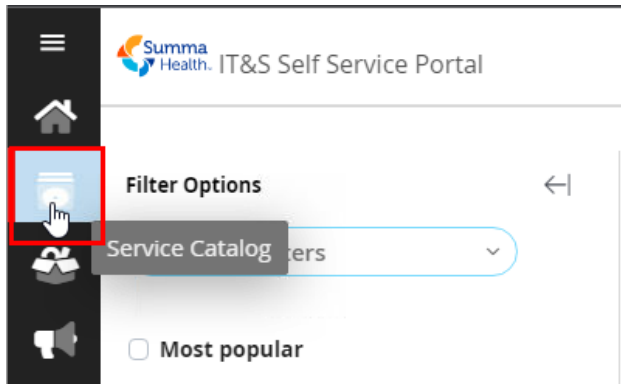 Summa
Health. IT&S Self Service Portal
Filter Options
Service Catalog
Most popular